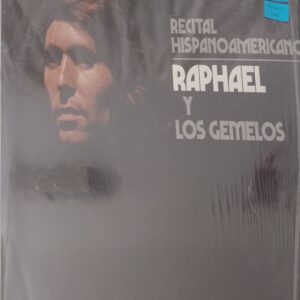 RECITAL
HISPANOAMERICANO
RAPHAEL
Y
LOS GEMELOS